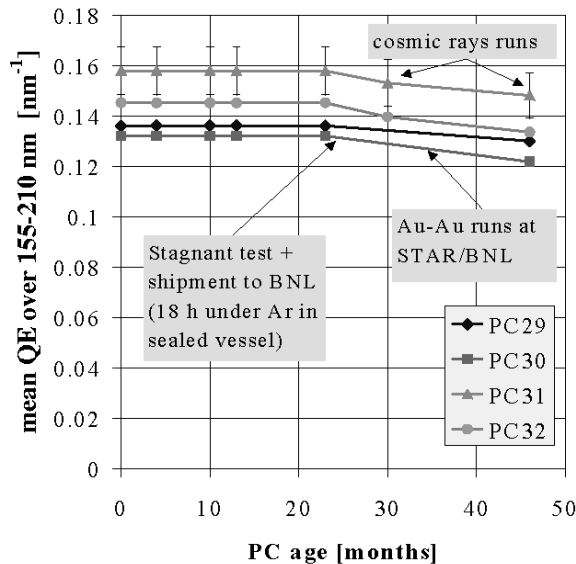 0.18
0.16
0.14
0.12
0.1
0.08
0.06
0.04
0.02
0
mean QE over 155-210 nm [nm⁻¹]
cosmic rays runs
Stagnant test +
shipment to BNL
(18 h under Ar in
sealed vessel)
Au-Au runs at
STAR/BNL
PC29
PC30
PC31
PC32
0 10 20 30 40 50
PC age [months]